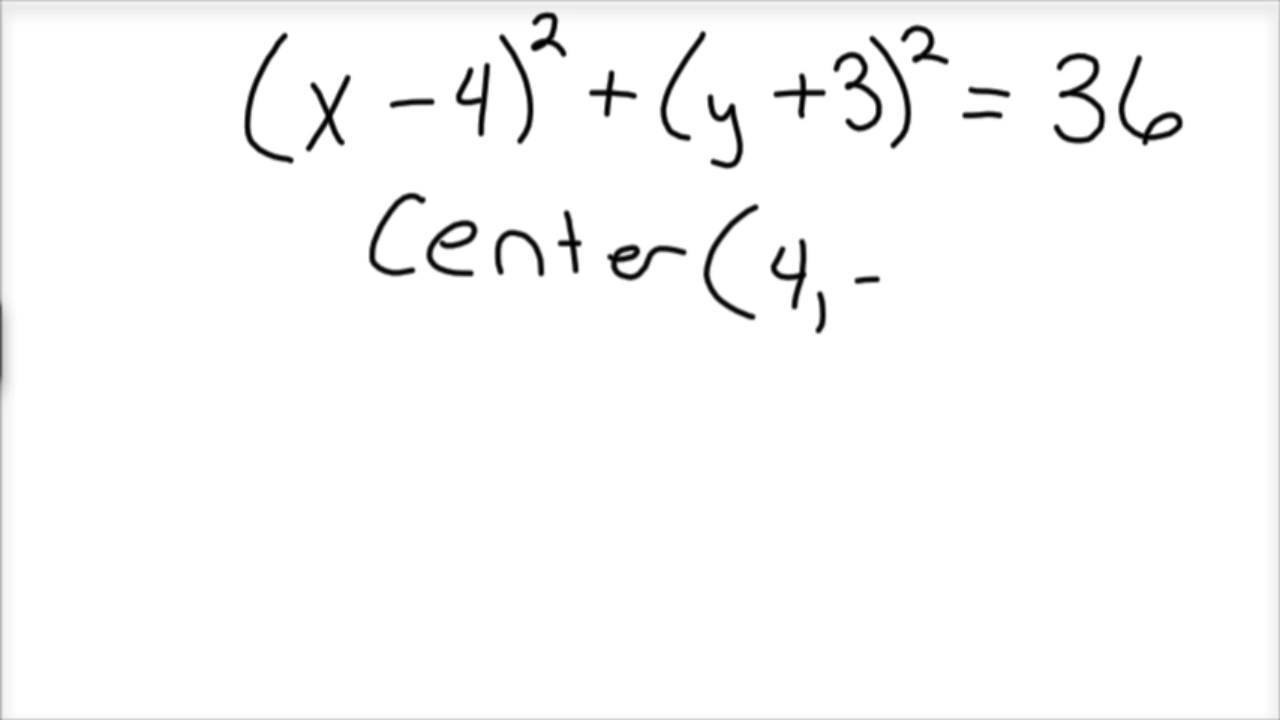 (x - 4)² + (y + 3)² = 36
Center (4, -